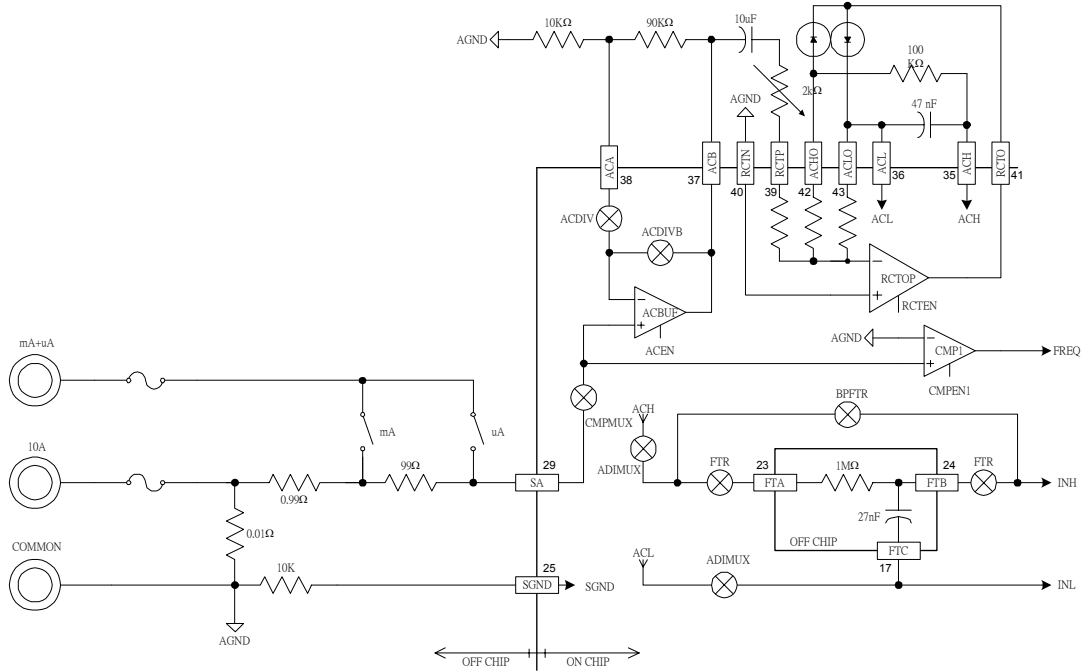 10KΩ
90KΩ
10uF
AGND
100
KΩ
2kΩ
AGND
47 nF
ACA
38
ACB
37
RCTN
40
RCTP
39
ACHO
42
ACLO
43
ACL
36
ACH
35
RCTO
41
ACL
ACH
ACDIV
ACDIVB
RCTOP
RCTEN
ACBUF
ACEN
AGND
CMP1
FREQ
CMPEN1
mA+uA
mA
uA
CMPMUX
ACH
BPFTR
ADIMUX
10A
0.99Ω
99Ω
29
SA
FTR
23
FTA
1MΩ
24
FTB
FTR
INH
27nF
0.01Ω
OFF CHIP
FTC
17
COMMON
10K
25
SGND
SGND
ACL
ADIMUX
INL
AGND
OFF CHIP
ON CHIP